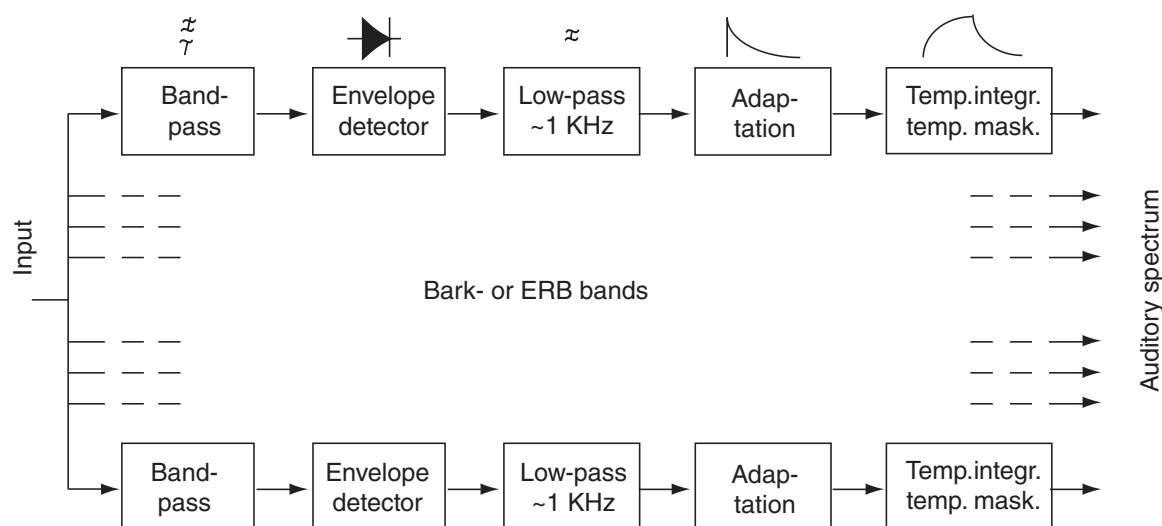 Band-
pass
Envelope
detector
Low-pass
~1 KHz
Adap-
tation
Temp.integr.
temp. mask.
Input
Bark- or ERB bands
Auditory spectrum
Band-
pass
Envelope
detector
Low-pass
~1 KHz
Adap-
tation
Temp.integr.
temp. mask.